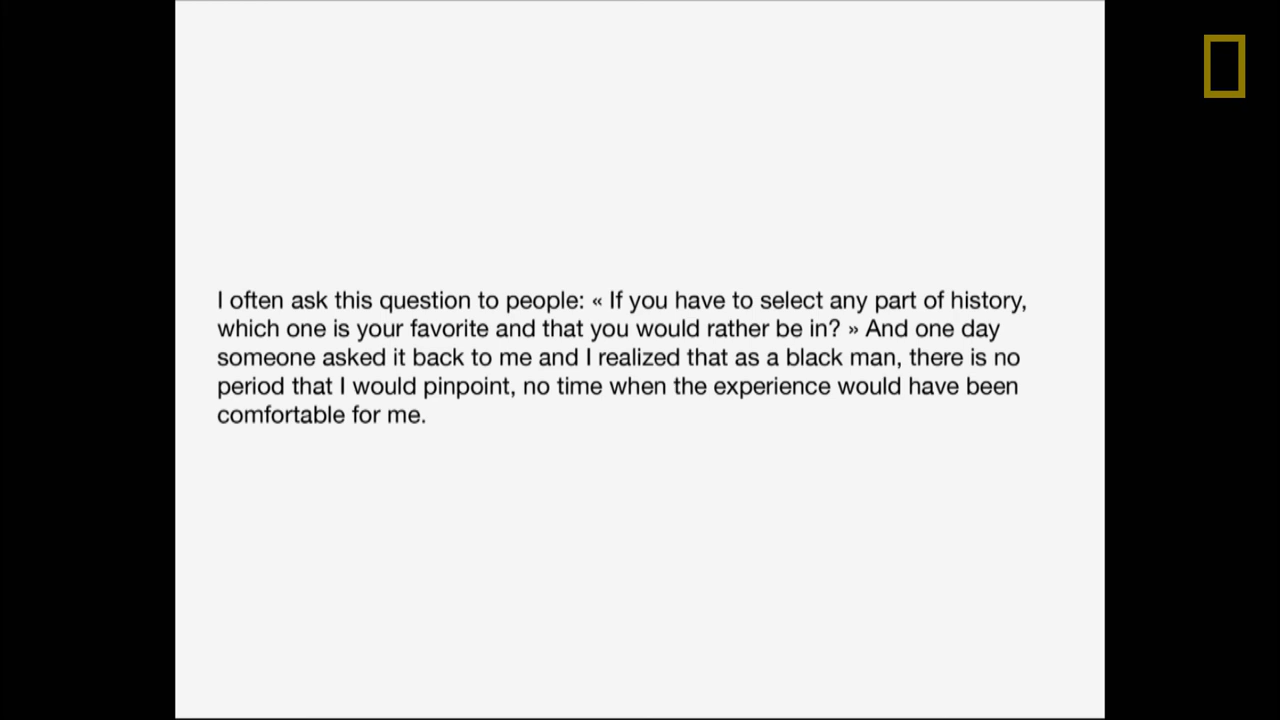 I often ask this question to people: « If you have to select any part of history,
which one is your favorite and that you would rather be in? » And one day
someone asked it back to me and I realized that as a black man, there is no
period that I would pinpoint, no time when the experience would have been
comfortable for me.